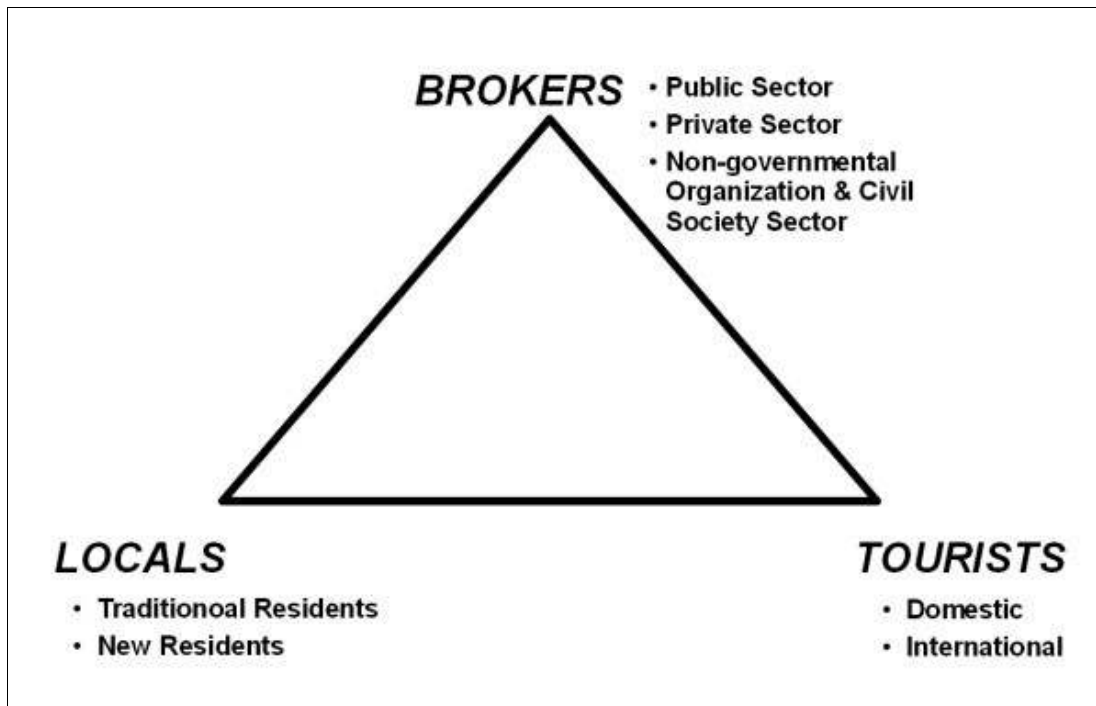 BROKERS
• Public Sector
• Private Sector
• Non-governmental
Organization & Civil
Society Sector
LOCALS
• Traditionoal Residents
• New Residents
TOURISTS
• Domestic
• International